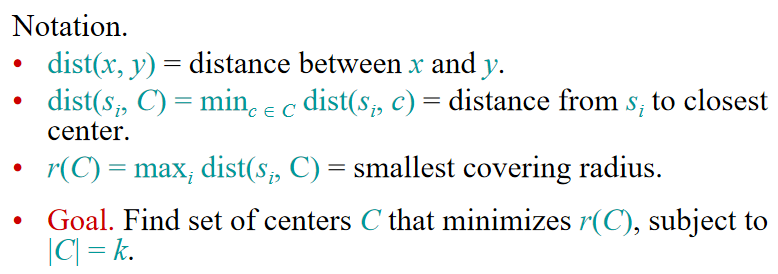 Notation.
• dist(x, y) = distance between x and y.
• dist(sᵢ, C) = min c ∈ C dist(sᵢ, c) = distance from sᵢ to closest
center.
• r(C) = maxᵢ dist(sᵢ, C) = smallest covering radius.
• Goal. Find set of centers C that minimizes r(C), subject to
|C| = k.